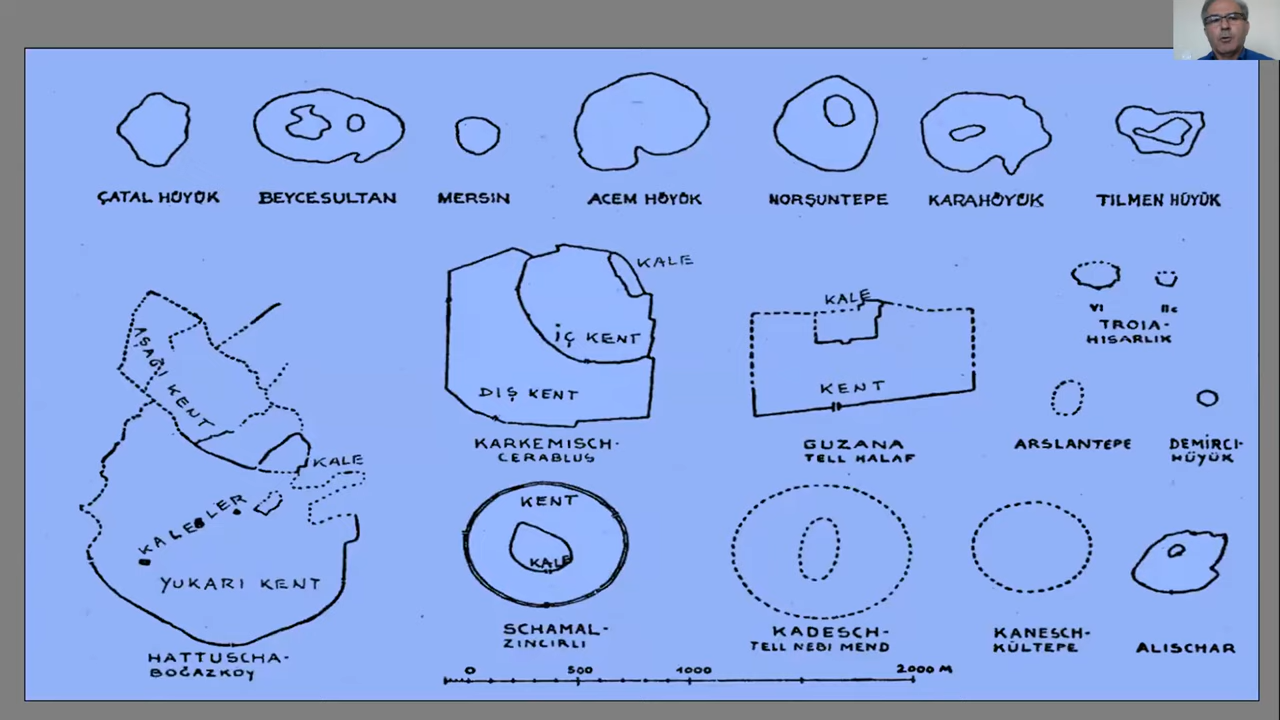 ÇATAL HÜYÜK
BEYCESULTAN
MERSIN
ACEM HÖYÜK
NORŞUNTEPE
KARAHÖYÜK
TILMEN HÜYÜK
KALE
İÇ KENT
DIŞ KENT
KARKEMISCH-
CERABLUS
KALE
KENT
GUZANA
TELL HALAF
VI
IIc
TROIA-
HISARLIK
ARSLANTEPE
DEMIRCI-
HÜYÜK
AŞAĞI KENT
KALE
KALELER
YUKARI KENT
HATTUSCHA-
BOĞAZKOY
KENT
KALE
SCHAMAL-
ZINCIRLI
KADESCH-
TELL NEBI MEND
KANESCH-
KÜLTEPE
ALISCHAR
0 500 1000 2000 M